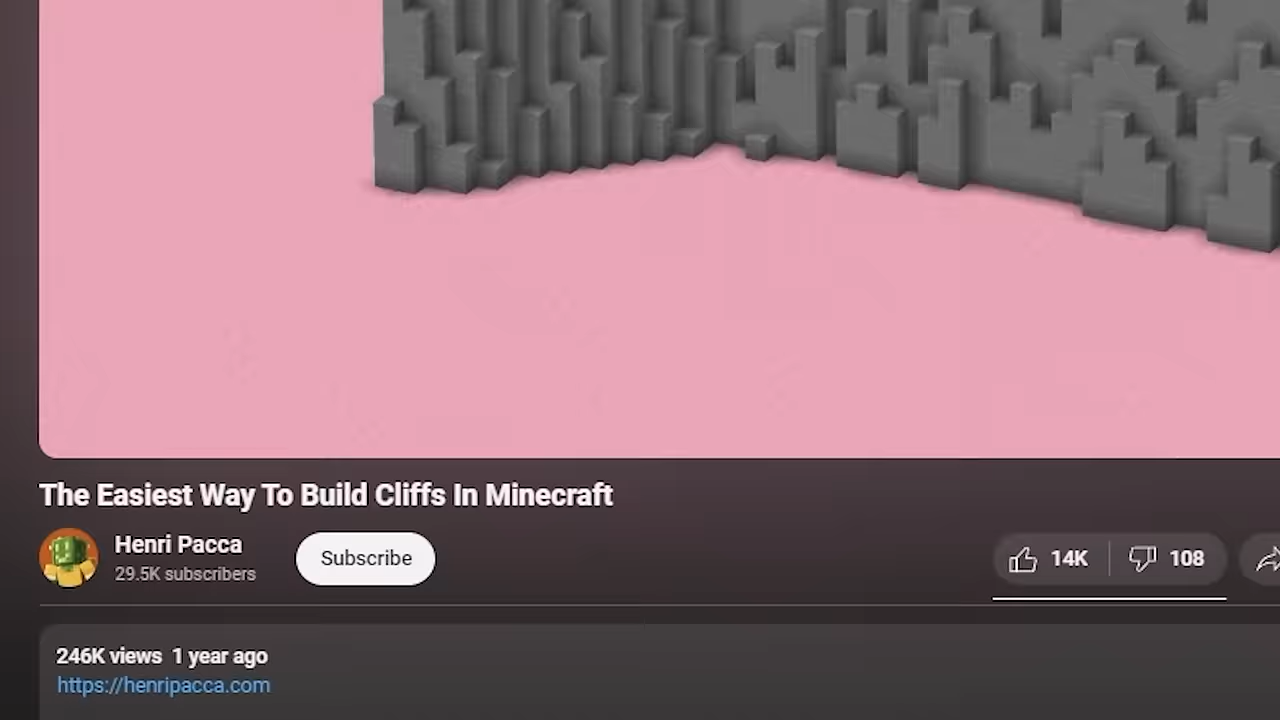 The Easiest Way To Build Cliffs In Minecraft
Henri Pacca
29.5K subscribers
Subscribe
14K
108
246K views 1 year ago
https://henripacca.com